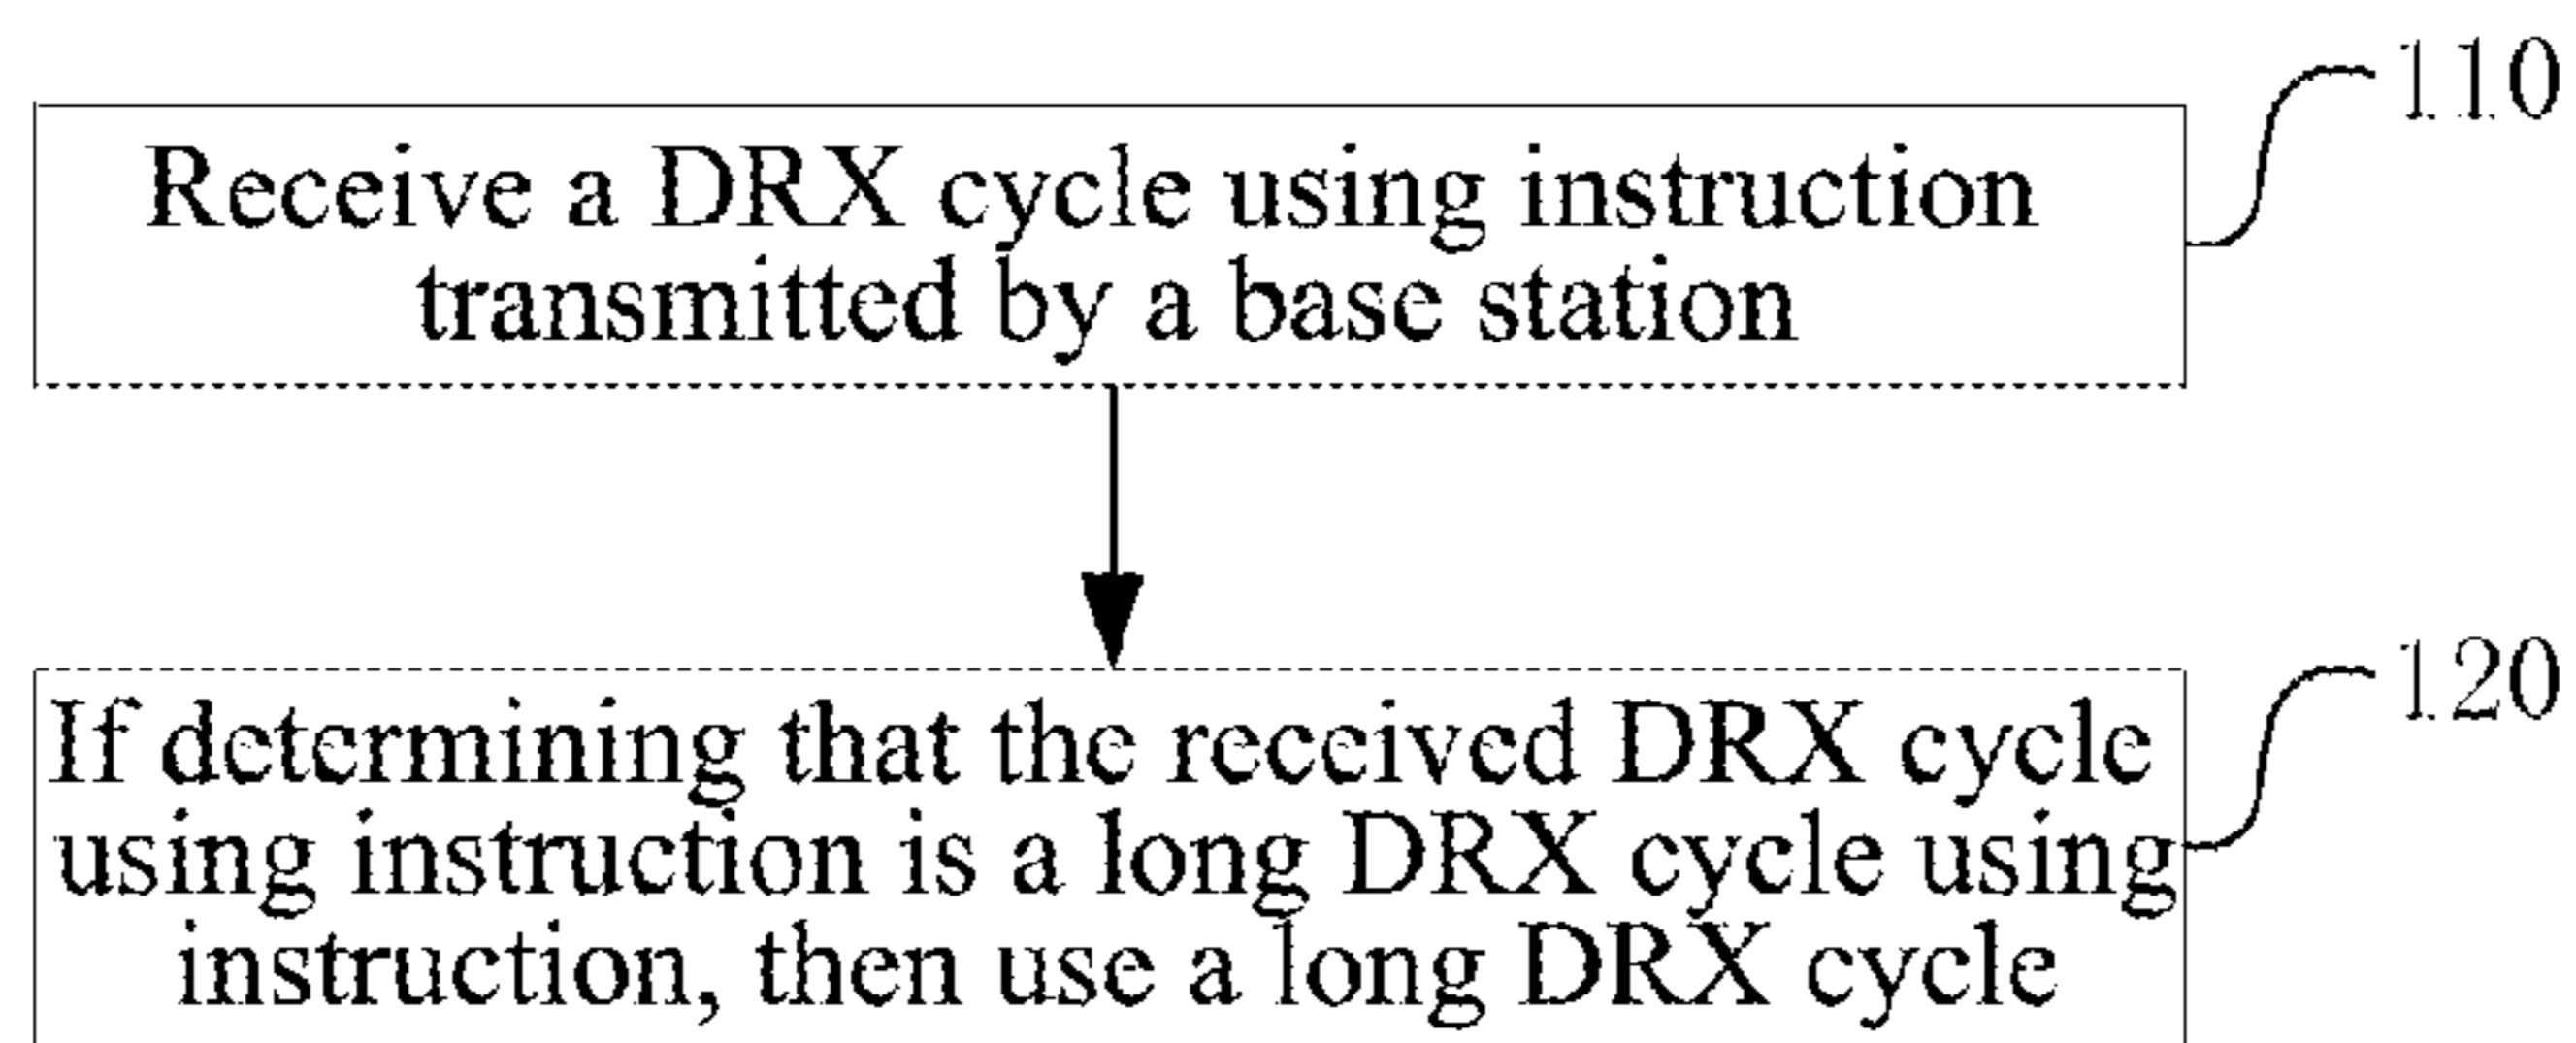 110
Receive a DRX cycle using instruction
transmitted by a base station
120
If determining that the received DRX cycle
using instruction is a long DRX cycle using
instruction, then use a long DRX cycle